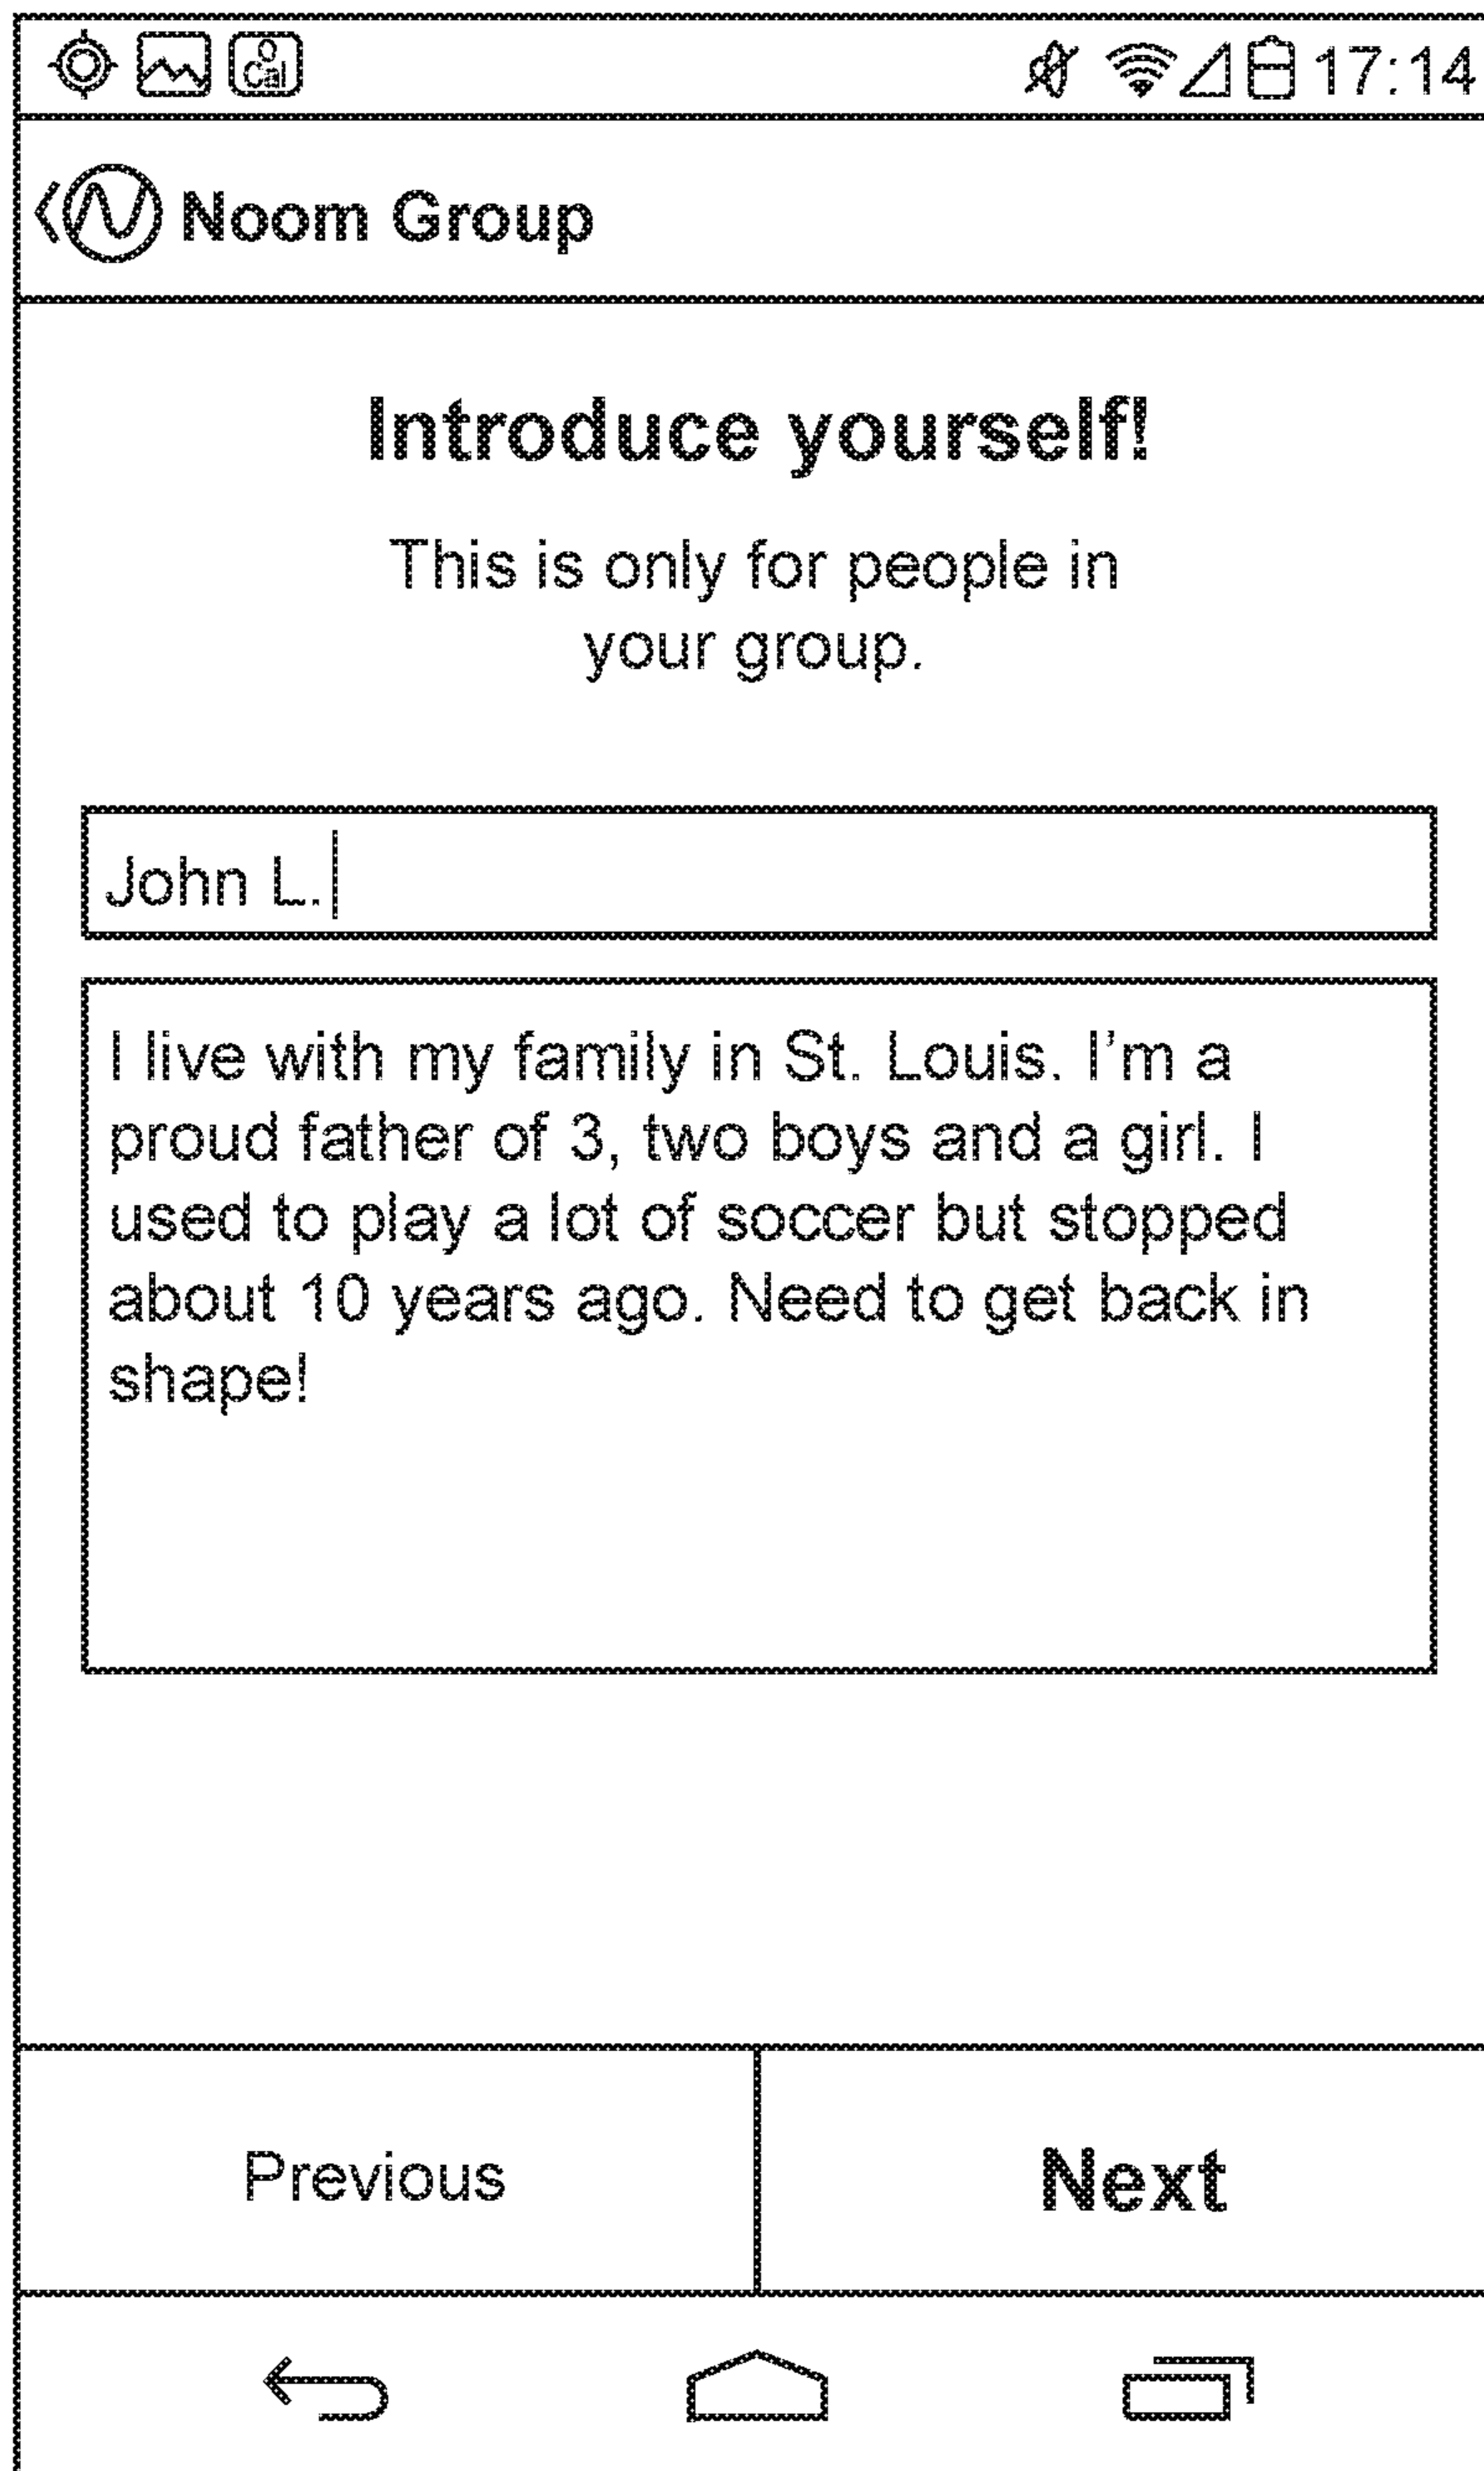 Cal
17:14
Noom Group
Introduce yourself!
This is only for people in
your group.
John L.
I live with my family in St. Louis. I'm a
proud father of 3, two boys and a girl. I
used to play a lot of soccer but stopped
about 10 years ago. Need to get back in
shape!
Previous
Next